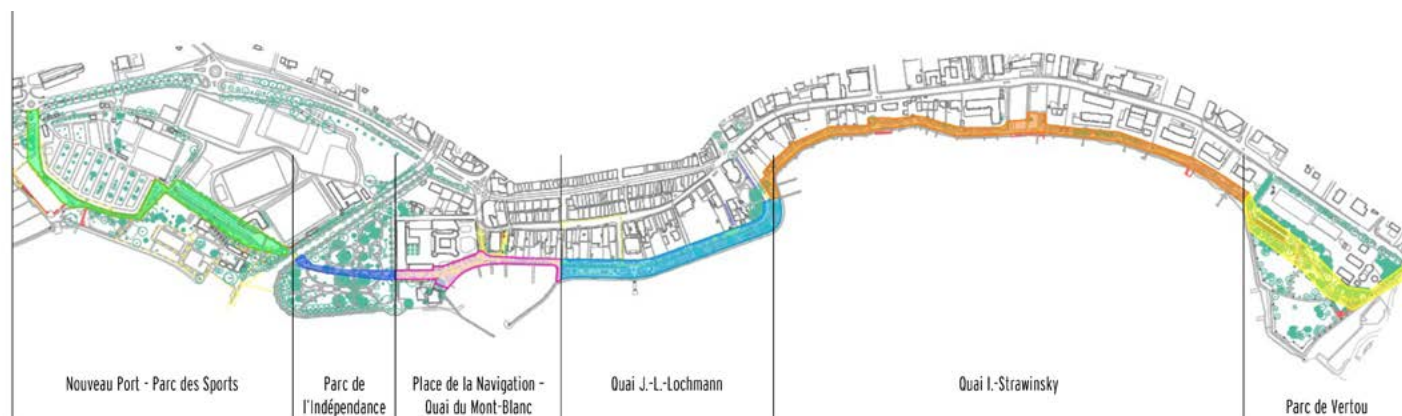 Nouveau Port - Parc des Sports
Parc de
l'Indépendance
Place de la Navigation -
Quai du Mont-Blanc
Quai J.-L.-Lochmann
Quai I.-Strawinsky
Parc de Vertou